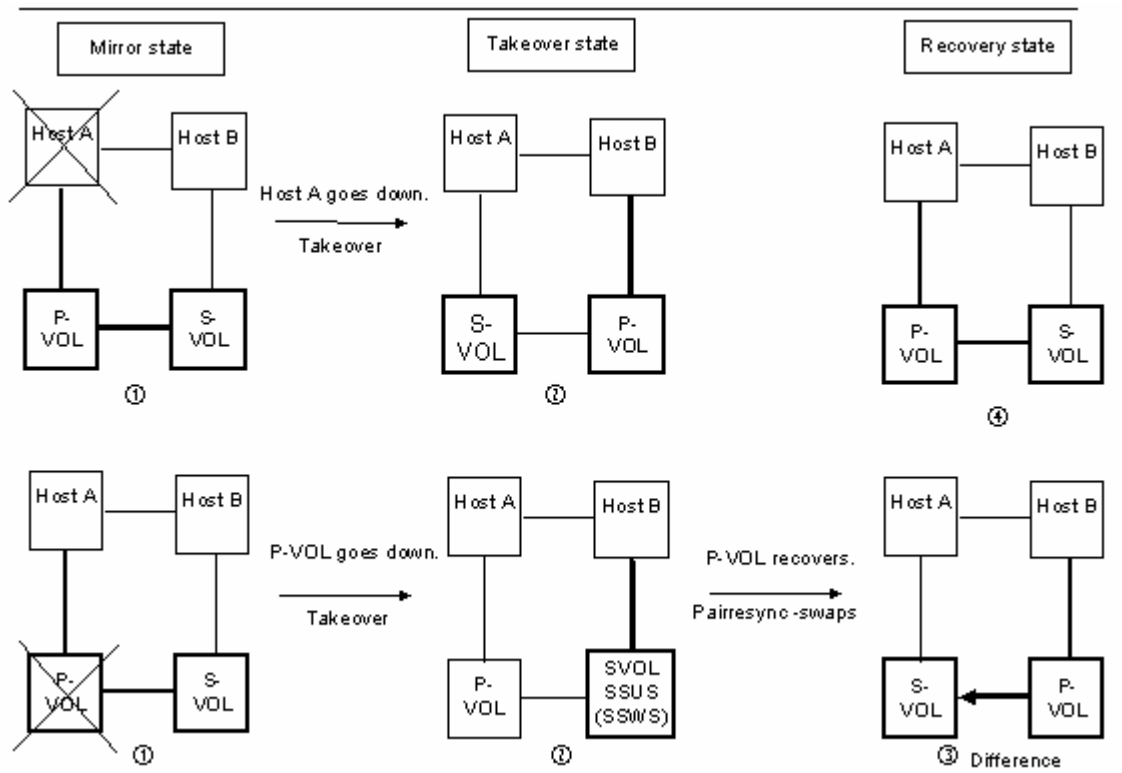 Mirror state
Takeover state
Recovery state
Host A
Host B
Host A goes down.
Takeover
P-
VOL
S-
VOL
①
Host A
Host B
S-
VOL
P-
VOL
②
Host A
Host B
P-
VOL
S-
VOL
④
Host A
Host B
P-VOL goes down.
Takeover
P-
VOL
S-
VOL
①
Host A
Host B
P-VOL recovers.
Pairresync-swaps
P-
VOL
SVOL
SSUS
(SSWS)
②
Host A
Host B
S-
VOL
P-
VOL
③ Difference